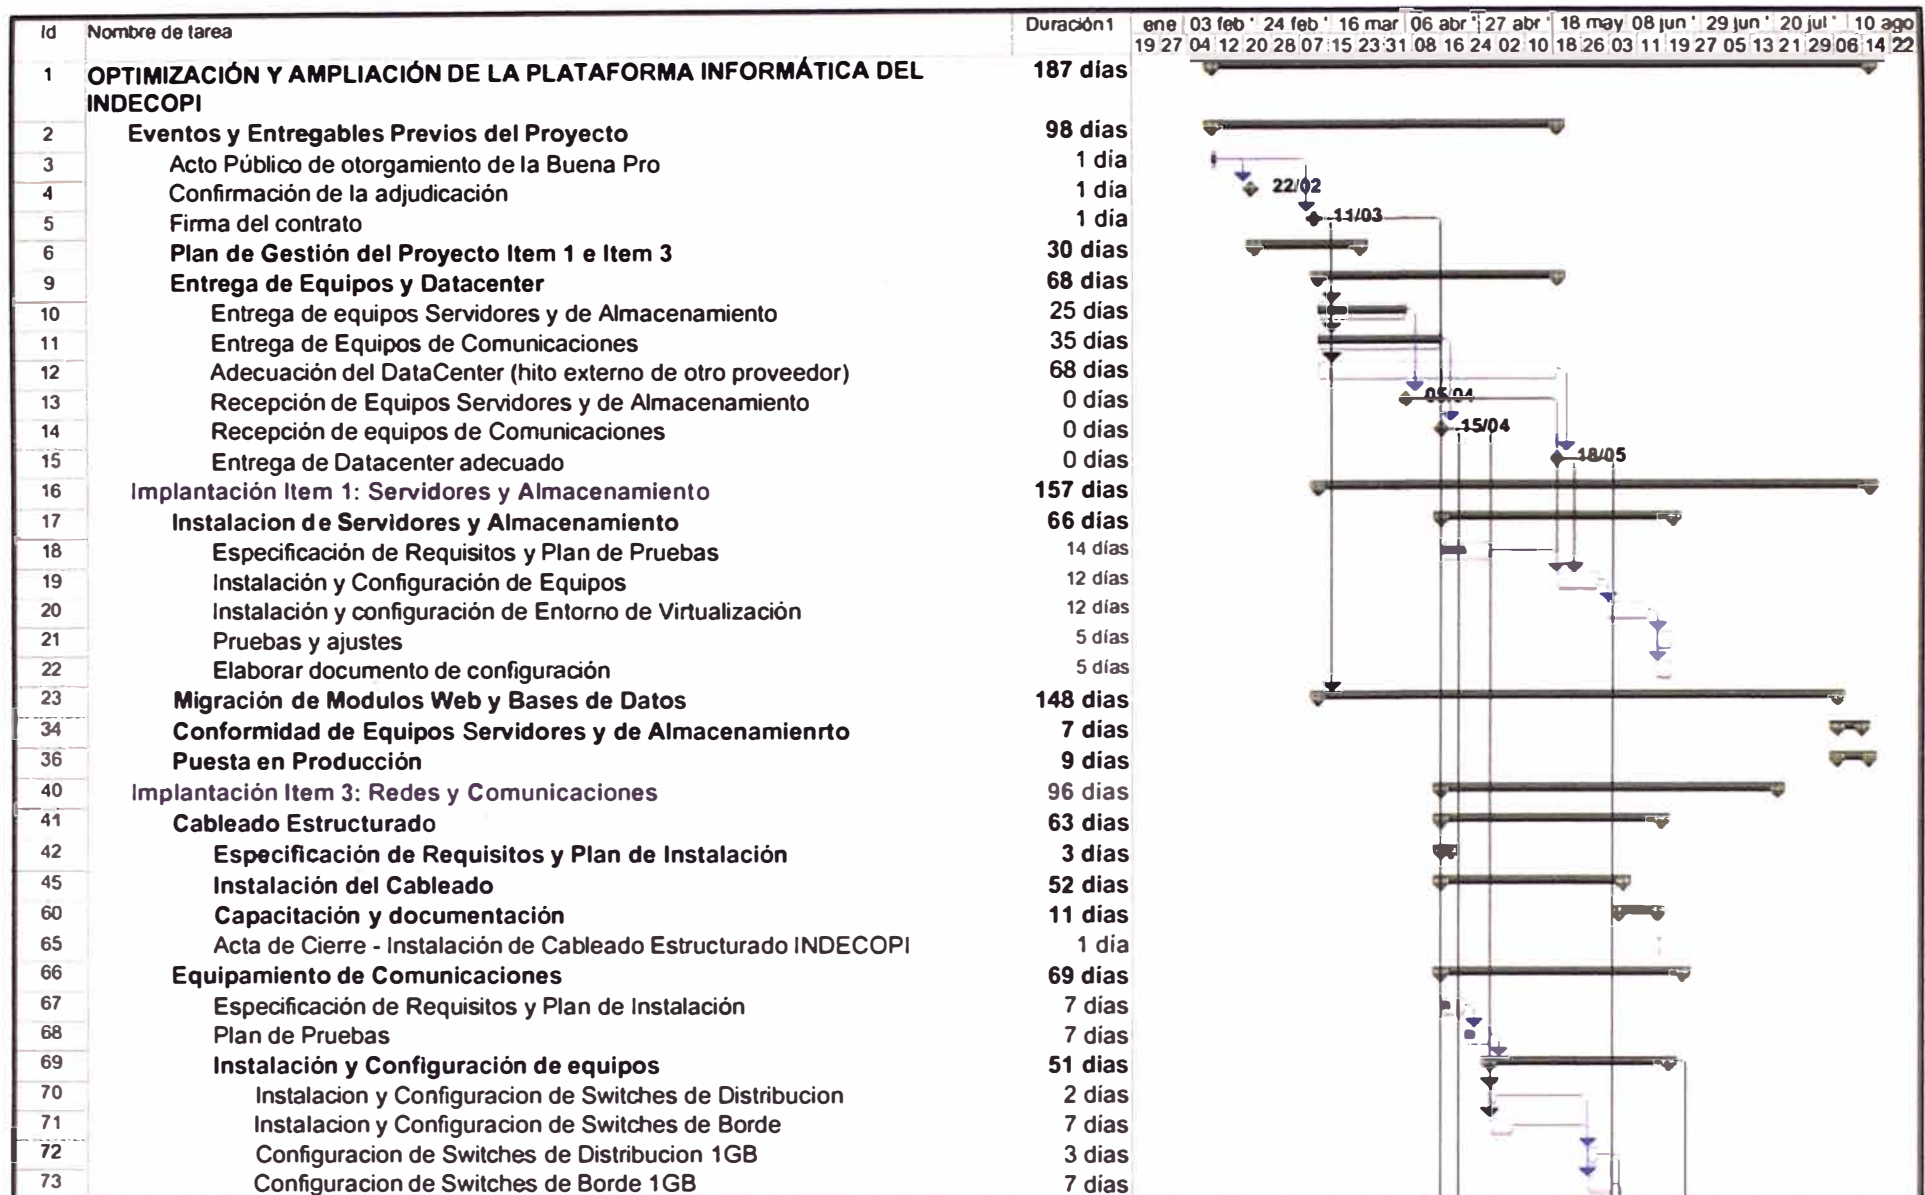 Id Nombre de tarea Duración1 ene 03 feb ' 24 feb ' 16 mar 06 abr ' 27 abr ' 18 may 08 jun ' 29 jun ' 20 jul ' 10 ago
19 27 04 12 20 28 07 15 23 31 08 16 24 02 10 18 26 03 11 19 27 05 13 21 29 06 14 22
1 OPTIMIZACIÓN Y AMPLIACIÓN DE LA PLATAFORMA INFORMÁTICA DEL 187 días
INDECOPI
2 Eventos y Entregables Previos del Proyecto 98 días
3 Acto Público de otorgamiento de la Buena Pro 1 día
4 Confirmación de la adjudicación 1 día 22/02
5 Firma del contrato 1 día 11/03
6 Plan de Gestión del Proyecto Item 1 e Item 3 30 días
9 Entrega de Equipos y Datacenter 68 días
10 Entrega de equipos Servidores y de Almacenamiento 25 días
11 Entrega de Equipos de Comunicaciones 35 días
12 Adecuación del DataCenter (hito externo de otro proveedor) 68 días
13 Recepción de Equipos Servidores y de Almacenamiento 0 días 05/04
14 Recepción de equipos de Comunicaciones 0 días 15/04
15 Entrega de Datacenter adecuado 0 días 18/05
16 Implantación Item 1: Servidores y Almacenamiento 157 dias
17 Instalacion de Servidores y Almacenamiento 66 días
18 Especificación de Requisitos y Plan de Pruebas 14 días
19 Instalación y Configuración de Equipos 12 días
20 Instalación y configuración de Entorno de Virtualización 12 días
21 Pruebas y ajustes 5 días
22 Elaborar documento de configuración 5 días
23 Migración de Modulos Web y Bases de Datos 148 dias
34 Conformidad de Equipos Servidores y de Almacenamienrto 7 días
36 Puesta en Producción 9 días
40 Implantación Item 3: Redes y Comunicaciones 96 dias
41 Cableado Estructurado 63 dias
42 Especificación de Requisitos y Plan de Instalación 3 días
45 Instalación del Cableado 52 dias
60 Capacitación y documentación 11 días
65 Acta de Cierre - Instalación de Cableado Estructurado INDECOPI 1 día
66 Equipamiento de Comunicaciones 69 días
67 Especificación de Requisitos y Plan de Instalación 7 días
68 Plan de Pruebas 7 días
69 Instalación y Configuración de equipos 51 dias
70 Instalacion y Configuracion de Switches de Distribucion 2 días
71 Instalacion y Configuracion de Switches de Borde 7 días
72 Configuracion de Switches de Distribucion 1GB 3 dias
73 Configuracion de Switches de Borde 1GB 7 días